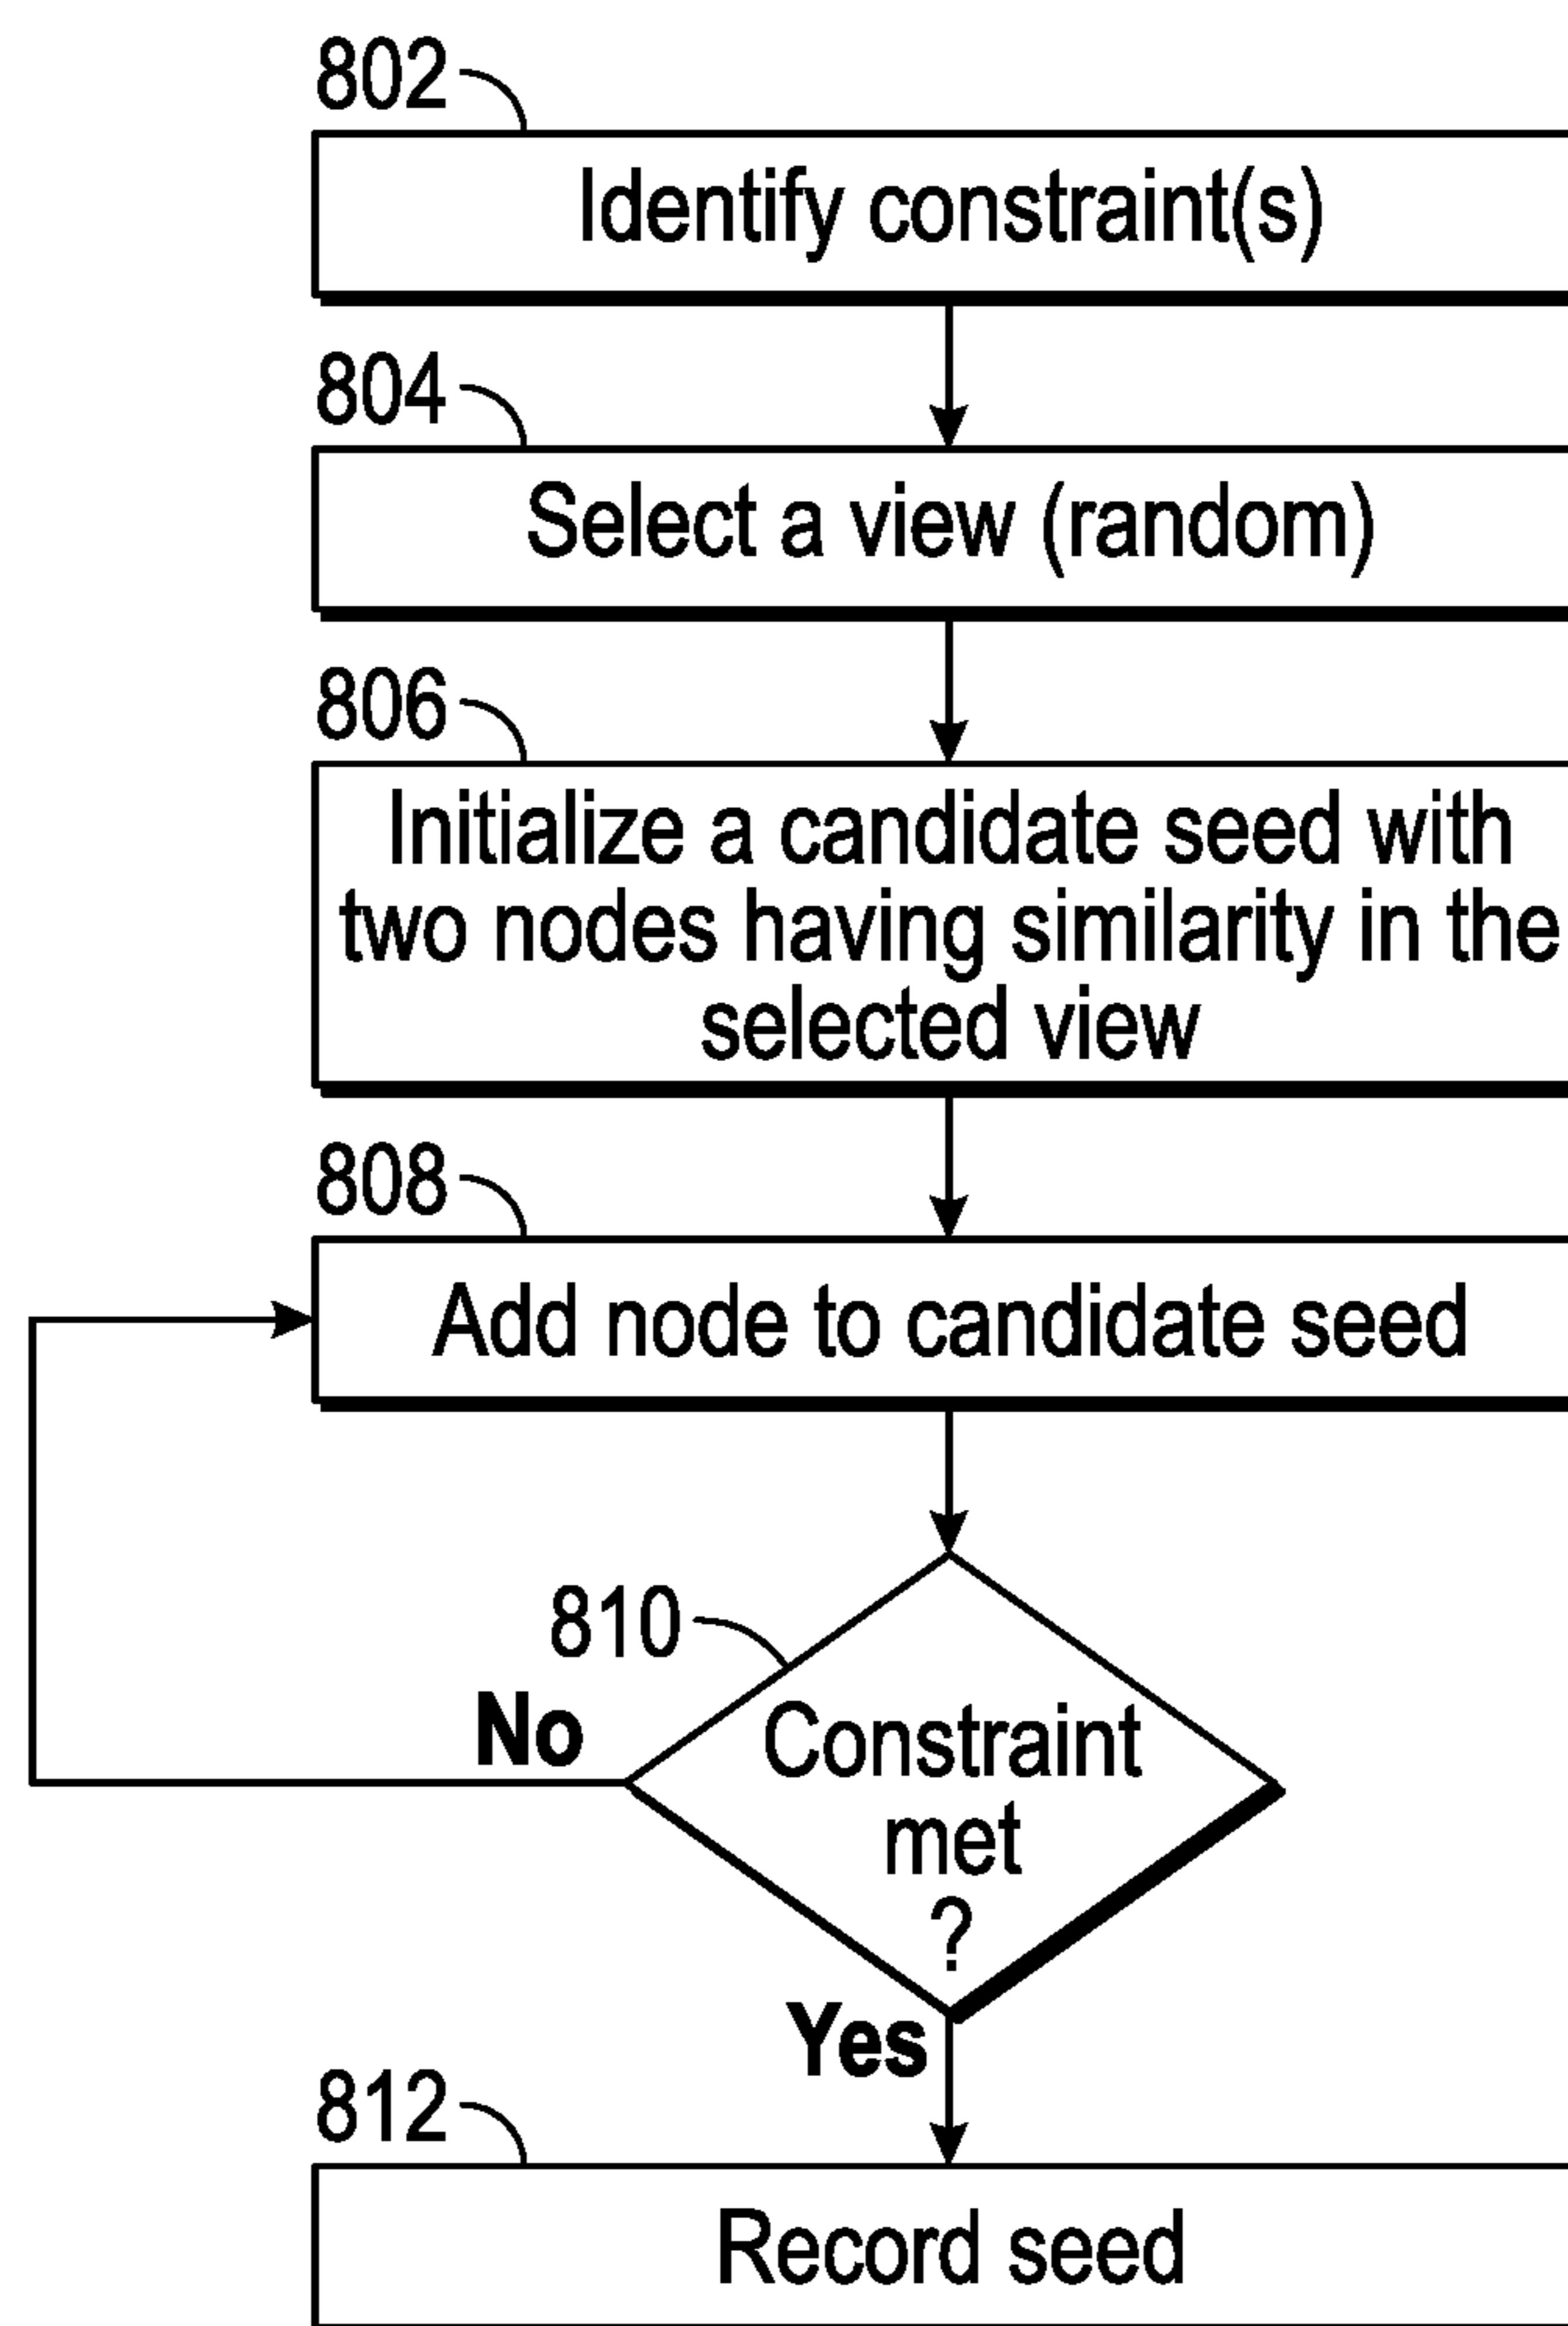 802
Identify constraint(s)
804
Select a view (random)
806
Initialize a candidate seed with
two nodes having similarity in the
selected view
808
Add node to candidate seed
810
No
Constraint
met
?
Yes
812
Record seed